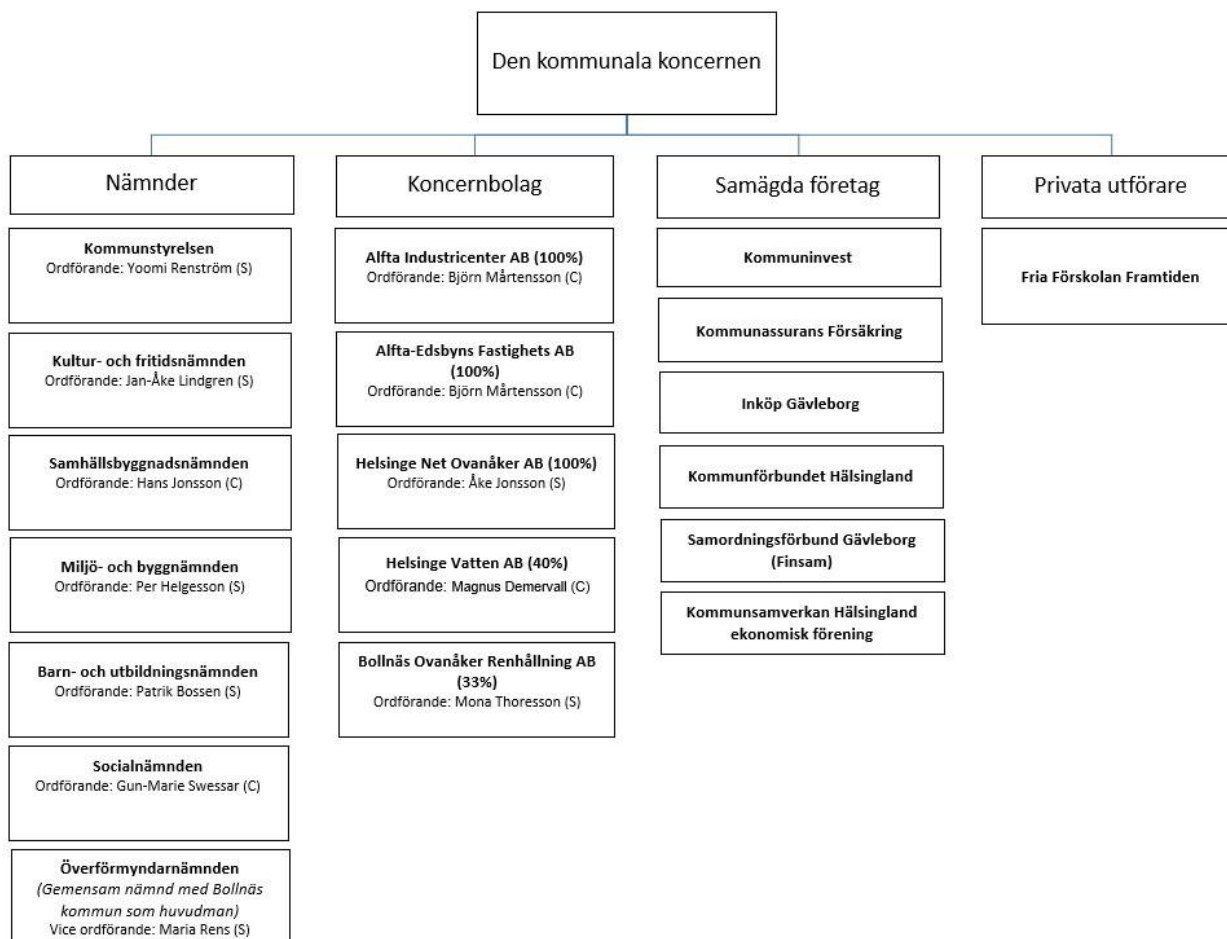 Den kommunala koncernen
Nämnder
Kommunstyrelsen
Ordförande: Yoomi Renström (S)
Kultur- och fritidsnämnden
Ordförande: Jan-Åke Lindgren (S)
Samhällsbyggnadsnämnden
Ordförande: Hans Jonsson (C)
Miljö- och byggnämnden
Ordförande: Per Helgesson (S)
Barn- och utbildningsnämnden
Ordförande: Patrik Bossen (S)
Socialnämnden
Ordförande: Gun-Marie Swessar (C)
Överförmyndarnämnden
(Gemensam nämnd med Bollnäs
kommun som huvudman)
Vice ordförande: Maria Rens (S)
Koncernbolag
Alfta Industricenter AB (100%)
Ordförande: Björn Mårtensson (C)
Alfta-Edsbyns Fastighets AB
(100%)
Ordförande: Björn Mårtensson (C)
Helsinge Net Ovanåker AB (100%)
Ordförande: Åke Jonsson (S)
Helsinge Vatten AB (40%)
Ordförande: Magnus Demervall (C)
Bollnäs Ovanåker Renhållning AB
(33%)
Ordförande: Mona Thoresson (S)
Samägda företag
Kommuninvest
Kommunassurans Försäkring
Inköp Gävleborg
Kommunförbundet Hälsingland
Samordningsförbund Gävleborg
(Finsam)
Kommunsamverkan Hälsingland
ekonomisk förening
Privata utförare
Fria Förskolan Framtiden